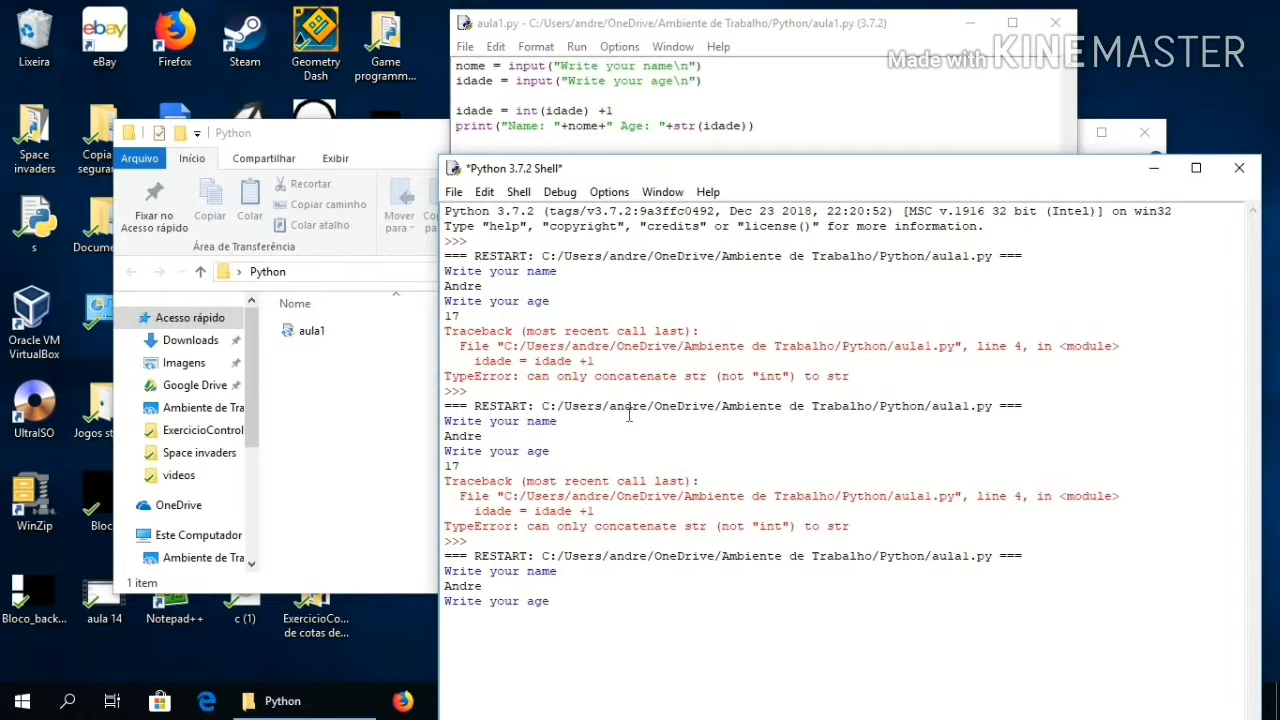 Lixeira
eBay
Firefox
Steam
Geometry
Dash
Game
programm...
Space
invaders
Copia
segurar
s
Docume
Oracle VM
VirtualBox
UltraISO
Jogos st
WinZip
Bloc
Bloco_back...
aula 14
Notepad++
c (1)
ExercicioCo...
de cotas de...
aula1.py - C:/Users/andre/OneDrive/Ambiente de Trabalho/Python/aula1.py (3.7.2)
File Edit Format Run Options Window Help
Made with KINEMASTER
nome = input("Write your name\n")
idade = input("Write your age\n")
idade = int(idade) +1
print("Name: "+nome+" Age: "+str(idade))
Python
Arquivo Início Compartilhar Exibir
Fixar no
Acesso rápido
Copiar
Colar
Recortar
Copiar caminho
Colar atalho
Mover
para
Co
para
Área de Transferência
Python
Nome
aula1
Acesso rápido
Downloads
Imagens
Google Drive
Ambiente de Tra
ExercicioControl
Space invaders
videos
OneDrive
Este Computador
Ambiente de Tra
1 item
*Python 3.7.2 Shell*
File Edit Shell Debug Options Window Help
Python 3.7.2 (tags/v3.7.2:9a3ffc0492, Dec 23 2018, 22:20:52) [MSC v.1916 32 bit (Intel)] on win32
Type "help", "copyright", "credits" or "license()" for more information.
>>>
=== RESTART: C:/Users/andre/OneDrive/Ambiente de Trabalho/Python/aula1.py ===
Write your name
Andre
Write your age
17
Traceback (most recent call last):
File "C:/Users/andre/OneDrive/Ambiente de Trabalho/Python/aula1.py", line 4, in <module>
idade = idade +1
TypeError: can only concatenate str (not "int") to str
>>>
=== RESTART: C:/Users/andre/OneDrive/Ambiente de Trabalho/Python/aula1.py ===
Write your name
Andre
Write your age
17
Traceback (most recent call last):
File "C:/Users/andre/OneDrive/Ambiente de Trabalho/Python/aula1.py", line 4, in <module>
idade = idade +1
TypeError: can only concatenate str (not "int") to str
>>>
=== RESTART: C:/Users/andre/OneDrive/Ambiente de Trabalho/Python/aula1.py ===
Write your name
Andre
Write your age
Python